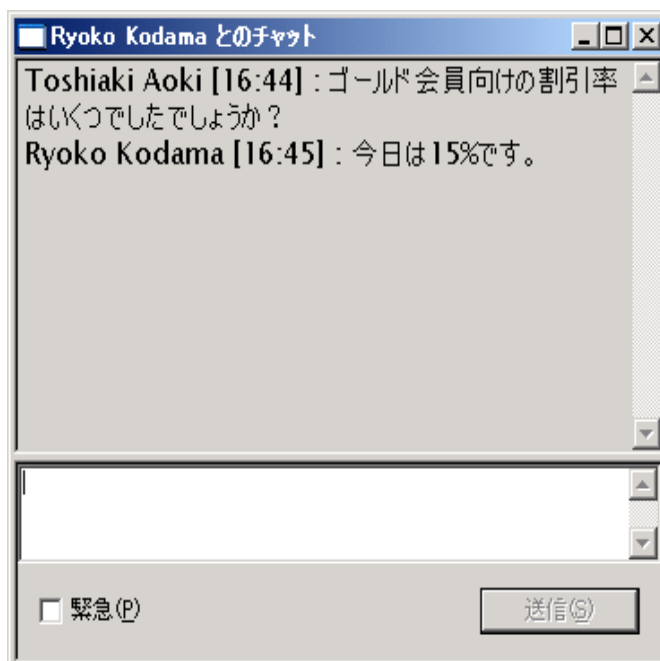 Ryoko Kodama とのチャット
Toshiaki Aoki [16:44] : ゴールド会員向けの割引率
はいくつでしたでしょうか？
Ryoko Kodama [16:45] : 今日は15%です。
緊急(P)
送信(S)